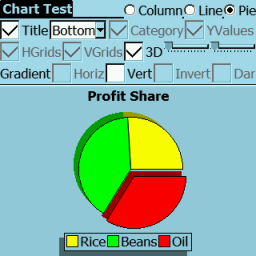 Chart Test Column Line Pie
Title Bottom Category YValues
HGrids VGrids 3D
Gradient Horiz Vert Invert Dar
Profit Share
Rice Beans Oil